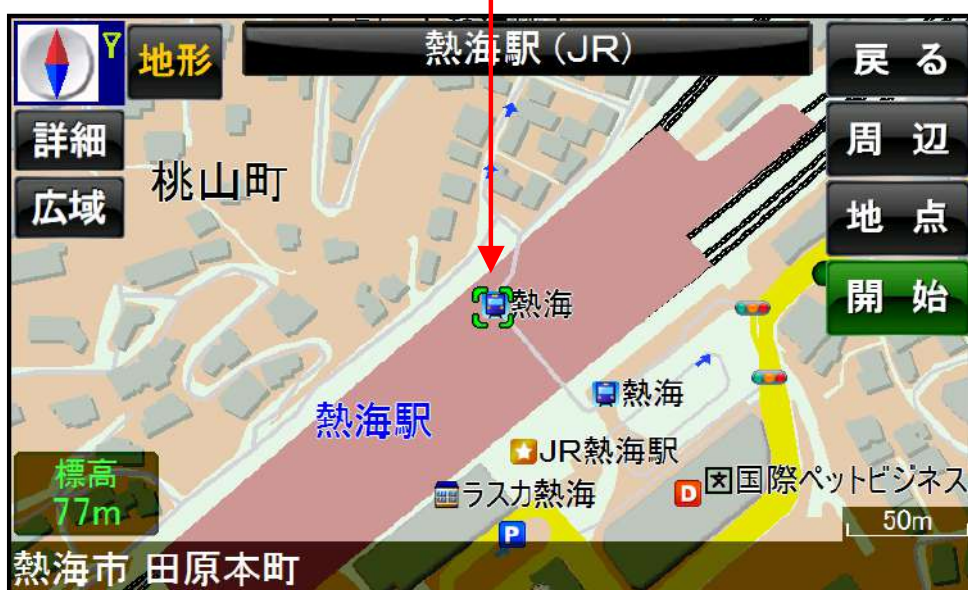 熱海駅(JR)
地形
戻る
詳細
周辺
桃山町
広域
地点
開始
熱海
熱海
熱海駅
JR熱海駅
標高
77m
ラスカ熱海
D
国際ペットビジネス
50m
P
熱海市 田原本町